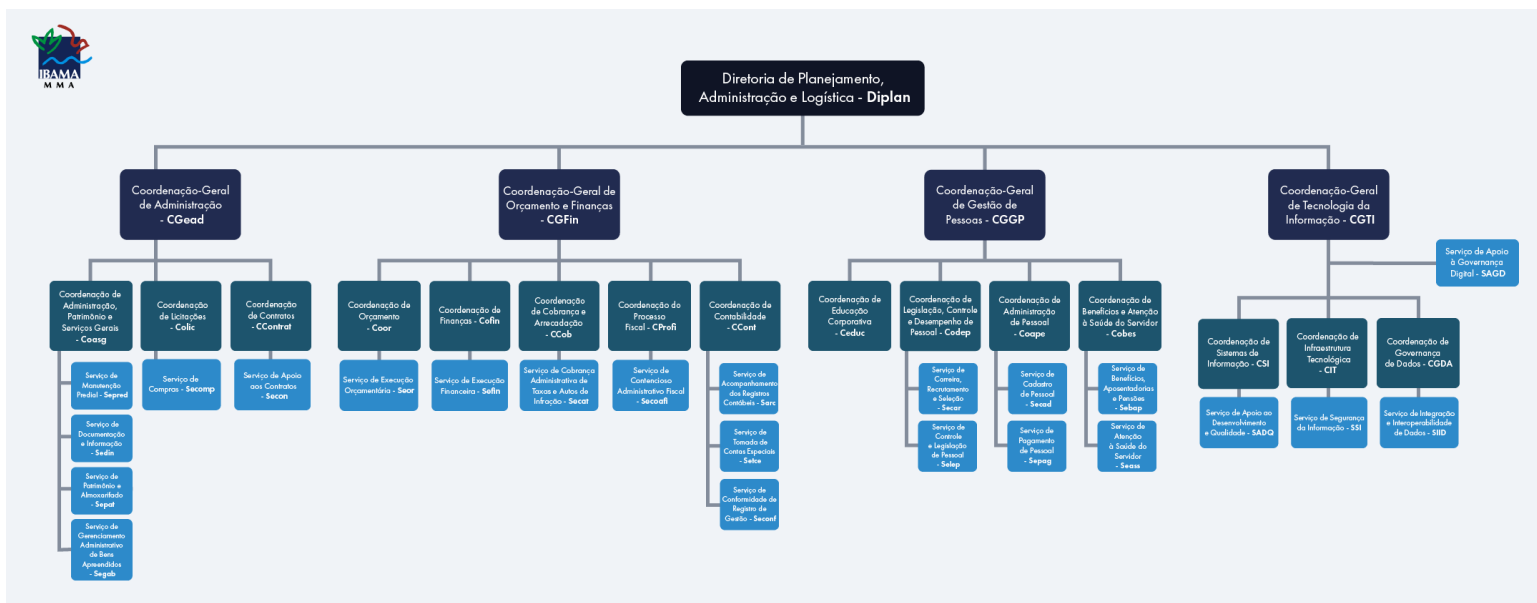 IBAMA
M M A
Diretoria de Planejamento,
Administração e Logística - Diplan
Coordenação-Geral
de Administração
- CGead
Coordenação-Geral de
Orçamento e Finanças
- CGFin
Coordenação-Geral
de Gestão de
Pessoas - CGGP
Coordenação-Geral
de Tecnologia da
Informação - CGTI
Serviço de Apoio
à Governança
Digital - SAGD
Coordenação de
Administração,
Patrimônio e
Serviços Gerais
- Coasg
Coordenação
de Licitações
- Colic
Coordenação
de Contratos
- CContrat
Coordenação de
Orçamento
- Coor
Coordenação de
Finanças - Cofin
Coordenação
de Cobrança e
Arrecadação
- CCob
Coordenação do
Processo
Fiscal - CProfi
Coordenação de
Contabilidade
- CCont
Coordenação de
Educação
Corporativa
- Ceduc
Coordenação de
Legislação, Controle
e Desempenho de
Pessoal - Codep
Coordenação de
Administração
de Pessoal
- Coape
Coordenação de
Benefícios e Atenção
à Saúde do Servidor
- Cobes
Coordenação de
Sistemas de
Informação - CSI
Coordenação de
Infraestrutura
Tecnológica
- CIT
Coordenação de
Governança
de Dados - CGDA
Serviço de
Manutenção
Predial - Sepred
Serviço de
Documentação
e Informação
- Sedin
Serviço de
Patrimônio e
Almoxarifado
- Sepat
Serviço de
Gerenciamento
Administrativo
de Bens
Apreendidos
- Segab
Serviço de
Compras - Secomp
Serviço de Apoio
aos Contratos
- Secon
Serviço de Execução
Orçamentária - Seor
Serviço de Execução
Financeira - Sefin
Serviço de Cobrança
Administrativa de
Taxas e Autos de
Infração - Secat
Serviço de
Contencioso
Administrativo Fiscal
- Secoafi
Serviço de
Acompanhamento
dos Registros
Contábeis - Sarc
Serviço de
Tomada de
Contas Especiais
- Setce
Serviço de
Conformidade de
Registro de
Gestão - Seconf
Serviço de
Carreira,
Recrutamento
e Seleção
- Secar
Serviço de
Controle
e Legislação
de Pessoal
- Selep
Serviço de
Cadastro
de Pessoal
- Secad
Serviço de
Pagamento
de Pessoal
- Sepag
Serviço de
Benefícios,
Aposentadorias
e Pensões
- Sebap
Serviço de
Atenção
à Saúde do
Servidor
- Seass
Serviço de Apoio ao
Desenvolvimento
e Qualidade - SADQ
Serviço de Segurança
da Informação - SSI
Serviço de Integração
e Interoperabilidade
de Dados - SIID